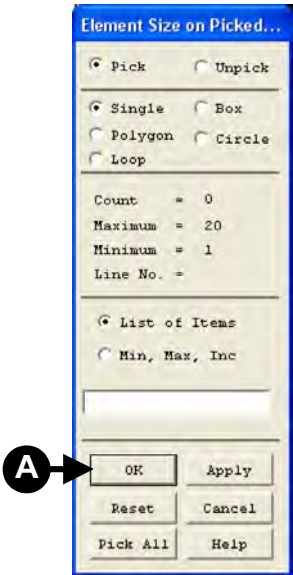 Element Size on Picked...
Pick Unpick
Single Box
Polygon Circle
Loop
Count = 0
Maximum = 20
Minimum = 1
Line No. =
List of Items
Min, Max, Inc
A OK Apply
Reset Cancel
Pick All Help